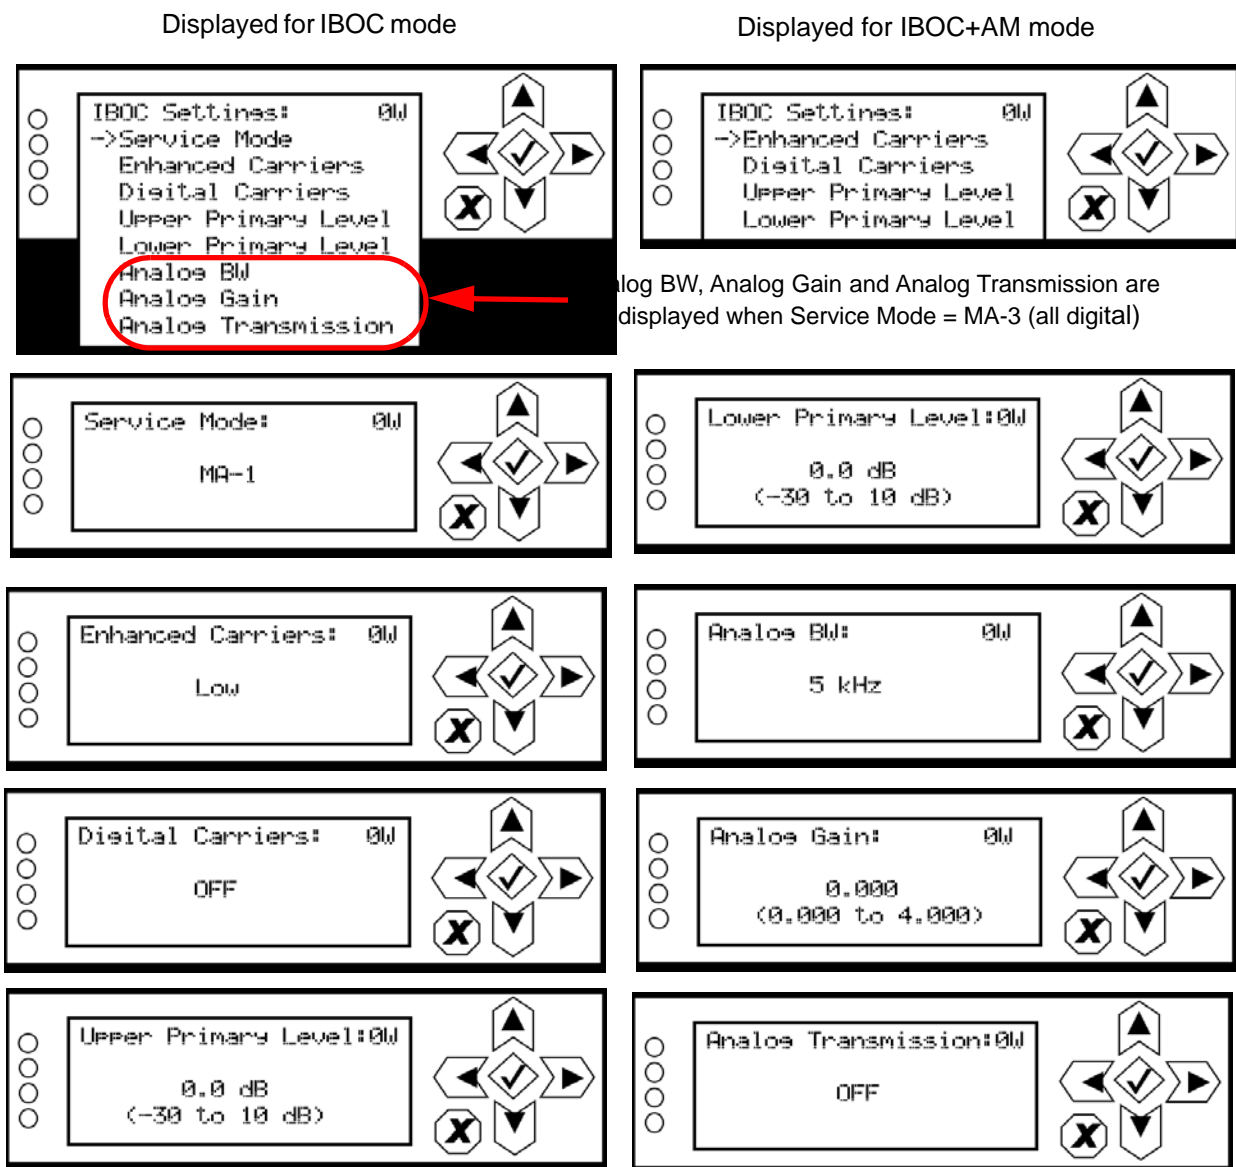 Displayed for IBOC mode
Displayed for IBOC+AM mode
IBOC Settings: 0W
->Service Mode
Enhanced Carriers
Digital Carriers
Upper Primary Level
Lower Primary Level
Analog BW
Analog Gain
Analog Transmission
IBOC Settings: 0W
->Enhanced Carriers
Digital Carriers
Upper Primary Level
Lower Primary Level
alog BW, Analog Gain and Analog Transmission are
displayed when Service Mode = MA-3 (all digital)
Service Mode: 0W
MA-1
Lower Primary Level:0W
0.0 dB
(-30 to 10 dB)
Enhanced Carriers: 0W
Low
Analog BW: 0W
5 kHz
Digital Carriers: 0W
OFF
Analog Gain: 0W
0.000
(0.000 to 4.000)
Upper Primary Level:0W
0.0 dB
(-30 to 10 dB)
Analog Transmission:0W
OFF